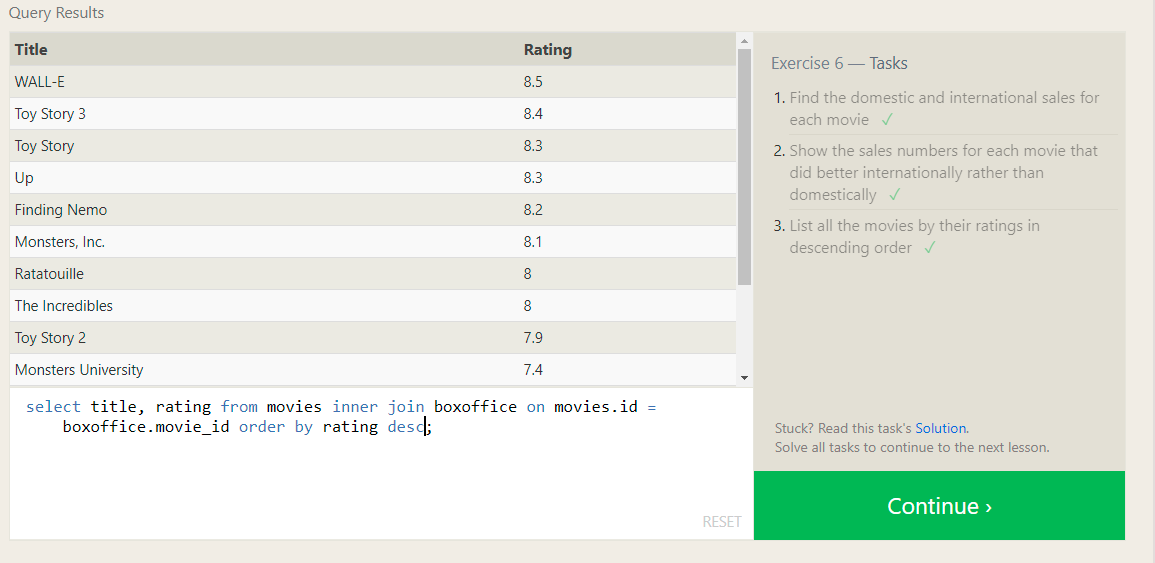 Query Results
Title Rating
WALL-E 8.5
Toy Story 3 8.4
Toy Story 8.3
Up 8.3
Finding Nemo 8.2
Monsters, Inc. 8.1
Ratatouille 8
The Incredibles 8
Toy Story 2 7.9
Monsters University 7.4
select title, rating from movies inner join boxoffice on movies.id =
boxoffice.movie_id order by rating desc;
RESET
Exercise 6 — Tasks
1. Find the domestic and international sales for
each movie ✓
2. Show the sales numbers for each movie that
did better internationally rather than
domestically ✓
3. List all the movies by their ratings in
descending order ✓
Stuck? Read this task's Solution.
Solve all tasks to continue to the next lesson.
Continue ›